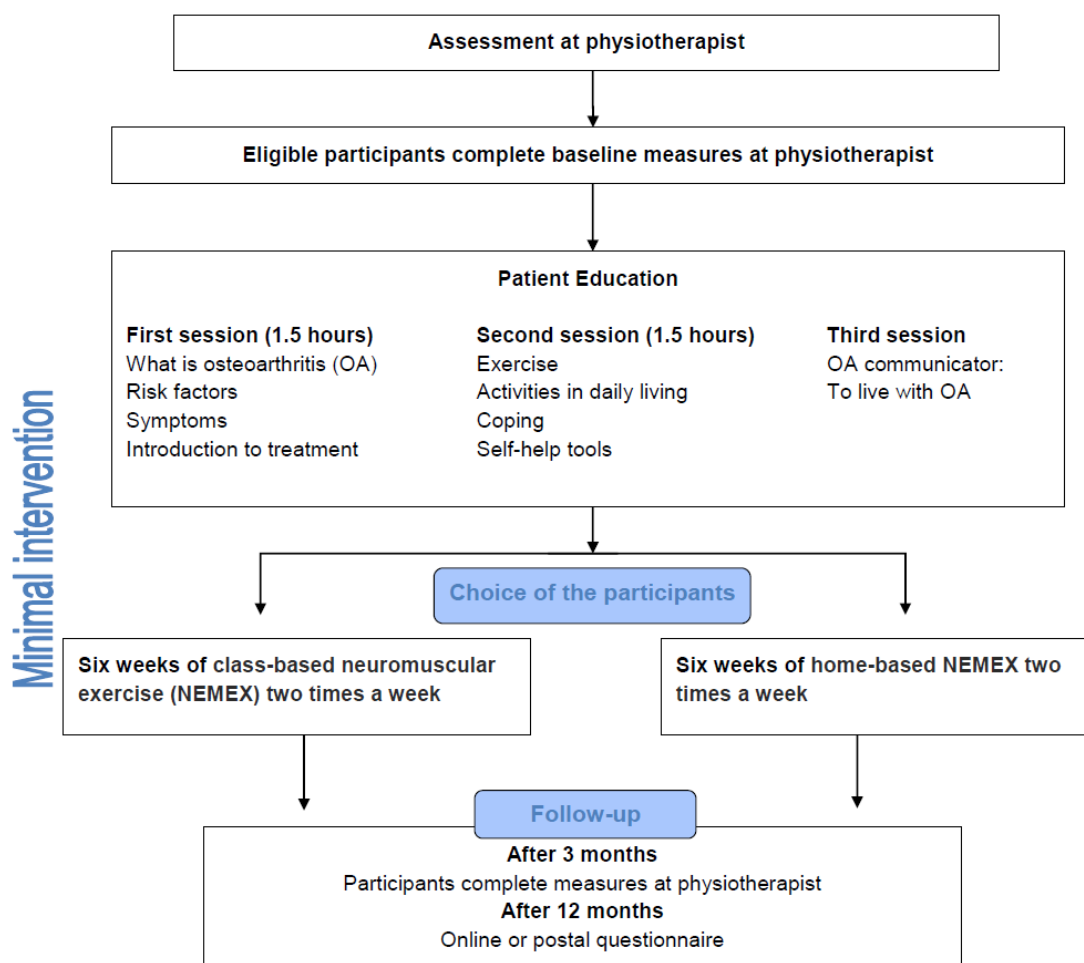 Assessment at physiotherapist
Eligible participants complete baseline measures at physiotherapist
Patient Education
First session (1.5 hours)
What is osteoarthritis (OA)
Risk factors
Symptoms
Introduction to treatment
Second session (1.5 hours)
Exercise
Activities in daily living
Coping
Self-help tools
Third session
OA communicator:
To live with OA
Minimal intervention
Choice of the participants
Six weeks of class-based neuromuscular
exercise (NEMEX) two times a week
Six weeks of home-based NEMEX two
times a week
Follow-up
After 3 months
Participants complete measures at physiotherapist
After 12 months
Online or postal questionnaire